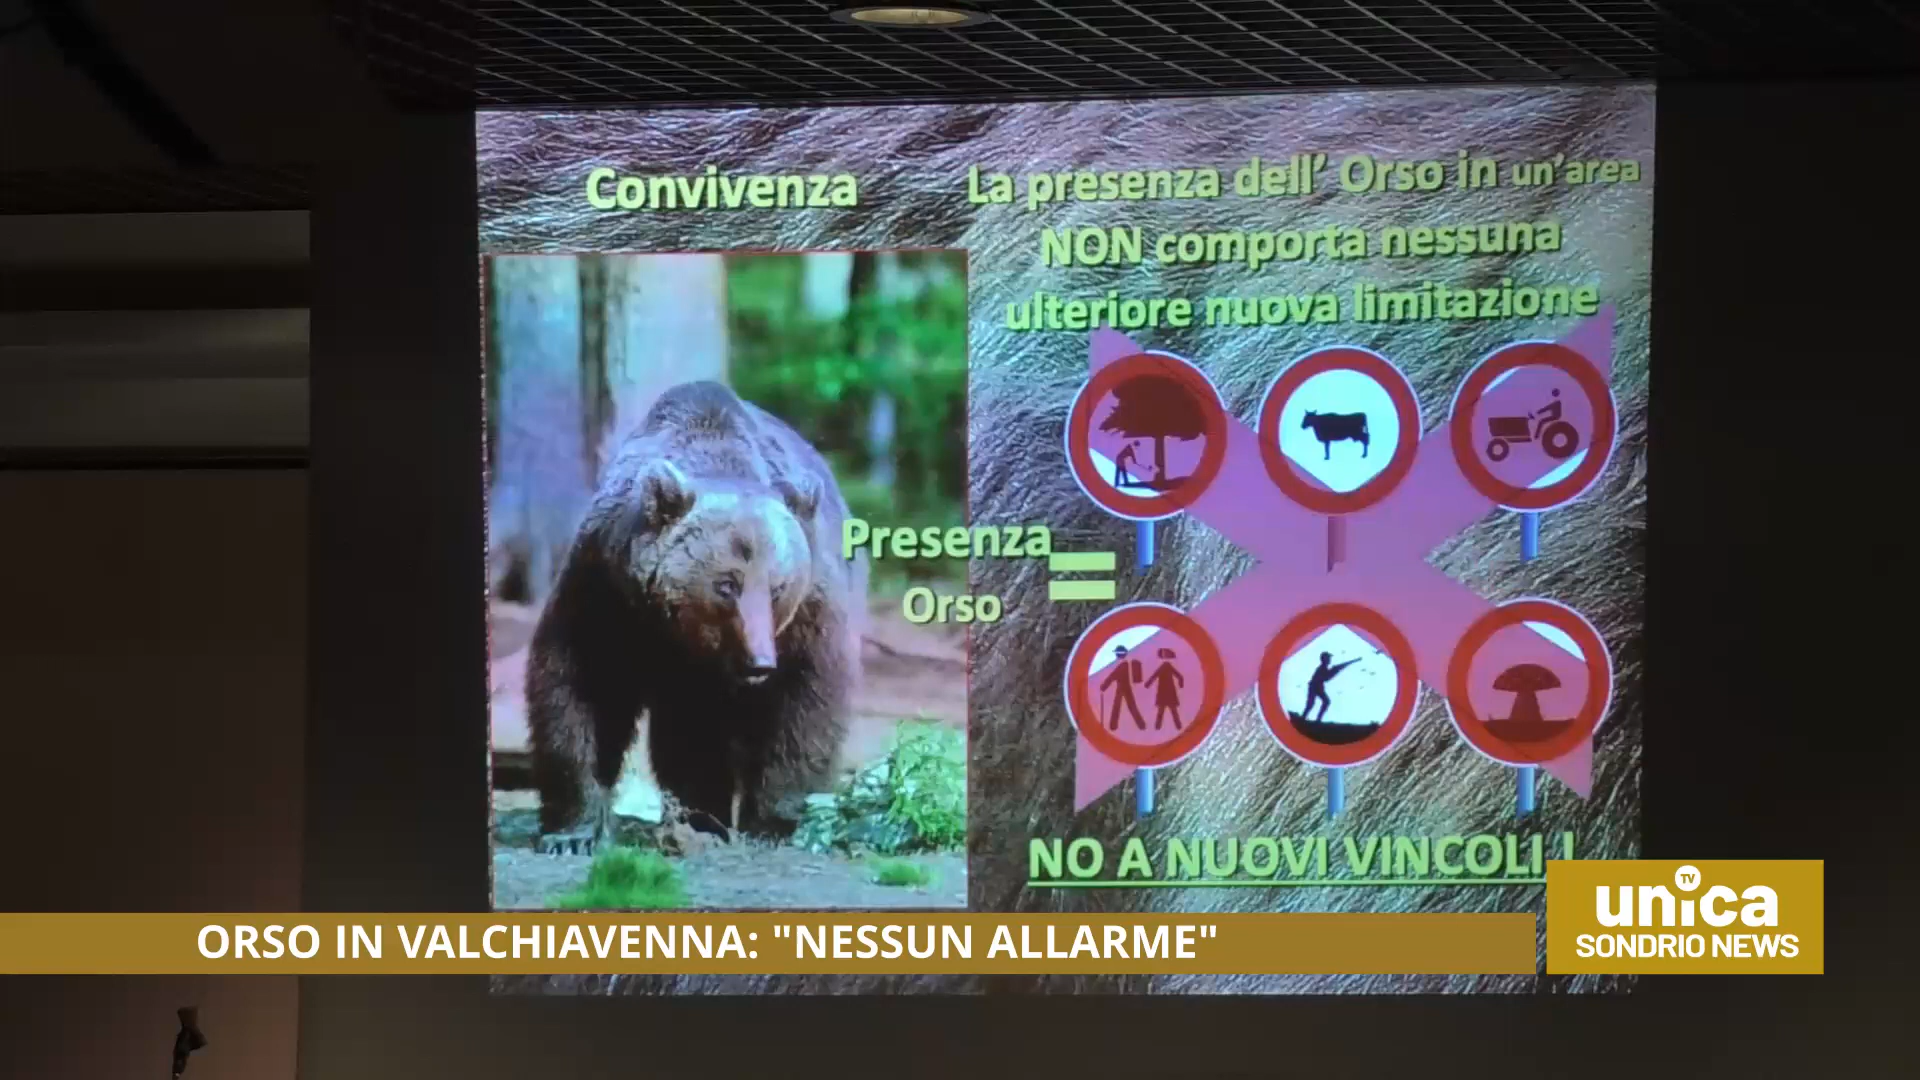 Convivenza
La presenza dell' Orso in un'area
NON comporta nessuna
ulteriore nuova limitazione
Presenza
Orso
=
NO A NUOVI VINCOLI !
ORSO IN VALCHIAVENNA: "NESSUN ALLARME"
unica TV
SONDRIO NEWS